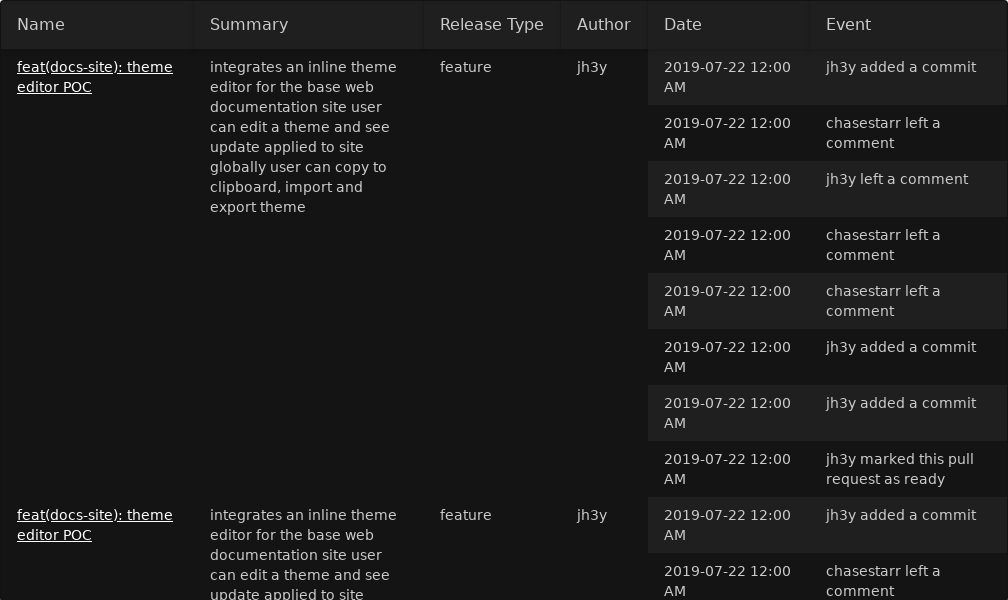 Name Summary Release Type Author Date Event
feat(docs-site): theme
editor POC
integrates an inline theme
editor for the base web
documentation site user
can edit a theme and see
update applied to site
globally user can copy to
clipboard, import and
export theme
feature
jh3y
2019-07-22 12:00
AM
jh3y added a commit
2019-07-22 12:00
AM
chasestarr left a
comment
2019-07-22 12:00
AM
jh3y left a comment
2019-07-22 12:00
AM
chasestarr left a
comment
2019-07-22 12:00
AM
chasestarr left a
comment
2019-07-22 12:00
AM
jh3y added a commit
2019-07-22 12:00
AM
jh3y added a commit
2019-07-22 12:00
AM
jh3y marked this pull
request as ready
feat(docs-site): theme
editor POC
integrates an inline theme
editor for the base web
documentation site user
can edit a theme and see
update applied to site
feature
jh3y
2019-07-22 12:00
AM
jh3y added a commit
2019-07-22 12:00
AM
chasestarr left a
comment